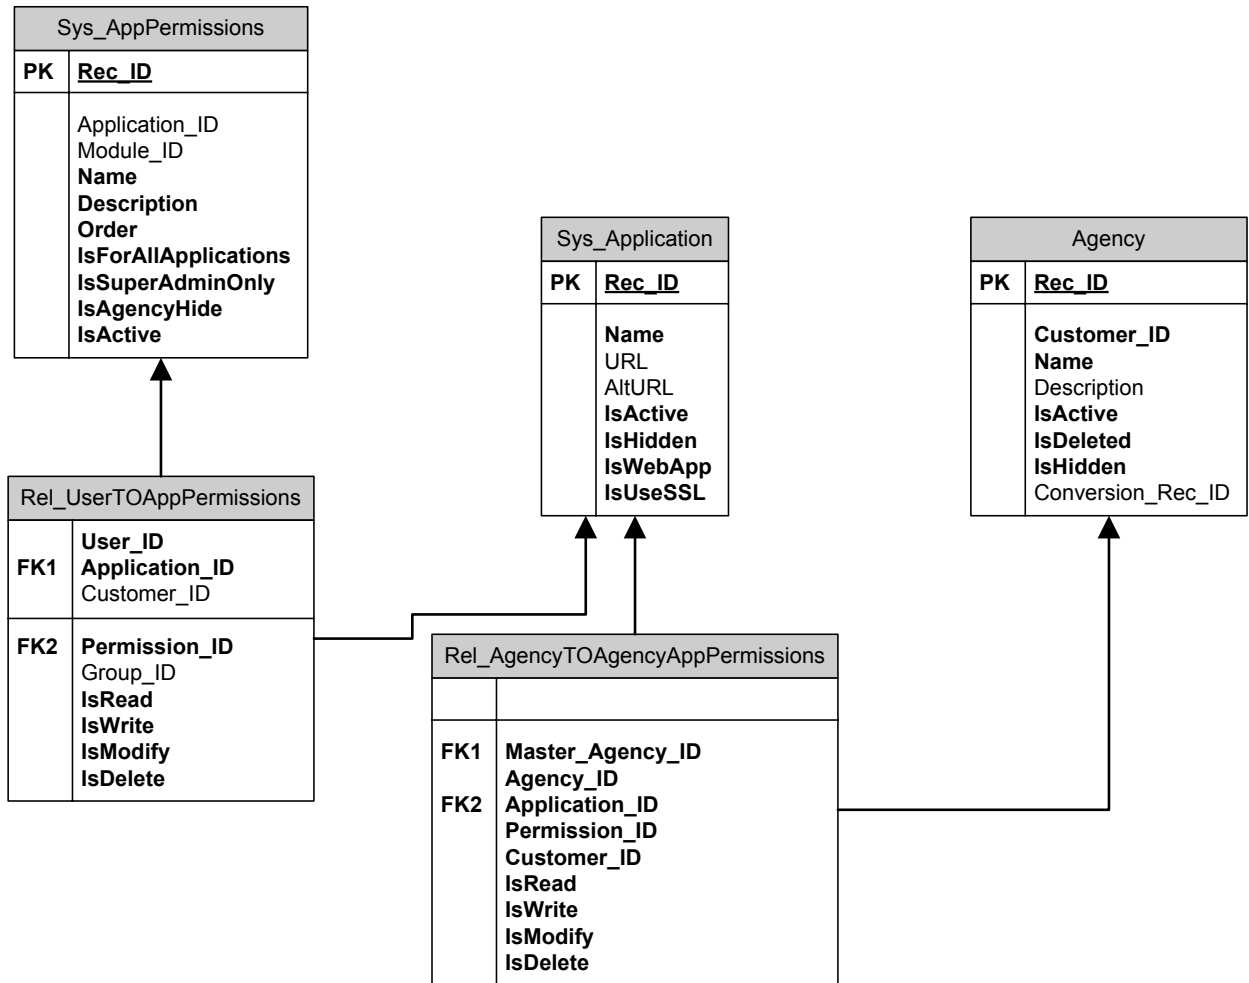 Sys_AppPermissions
PK Rec_ID
Application_ID
Module_ID
Name
Description
Order
IsForAllApplications
IsSuperAdminOnly
IsAgencyHide
IsActive
Sys_Application
PK Rec_ID
Name
URL
AltURL
IsActive
IsHidden
IsWebApp
IsUseSSL
Agency
PK Rec_ID
Customer_ID
Name
Description
IsActive
IsDeleted
IsHidden
Conversion_Rec_ID
Rel_UserTOAppPermissions
User_ID
FK1 Application_ID
Customer_ID
FK2 Permission_ID
Group_ID
IsRead
IsWrite
IsModify
IsDelete
Rel_AgencyTOAgencyAppPermissions
FK1 Master_Agency_ID
Agency_ID
FK2 Application_ID
Permission_ID
Customer_ID
IsRead
IsWrite
IsModify
IsDelete